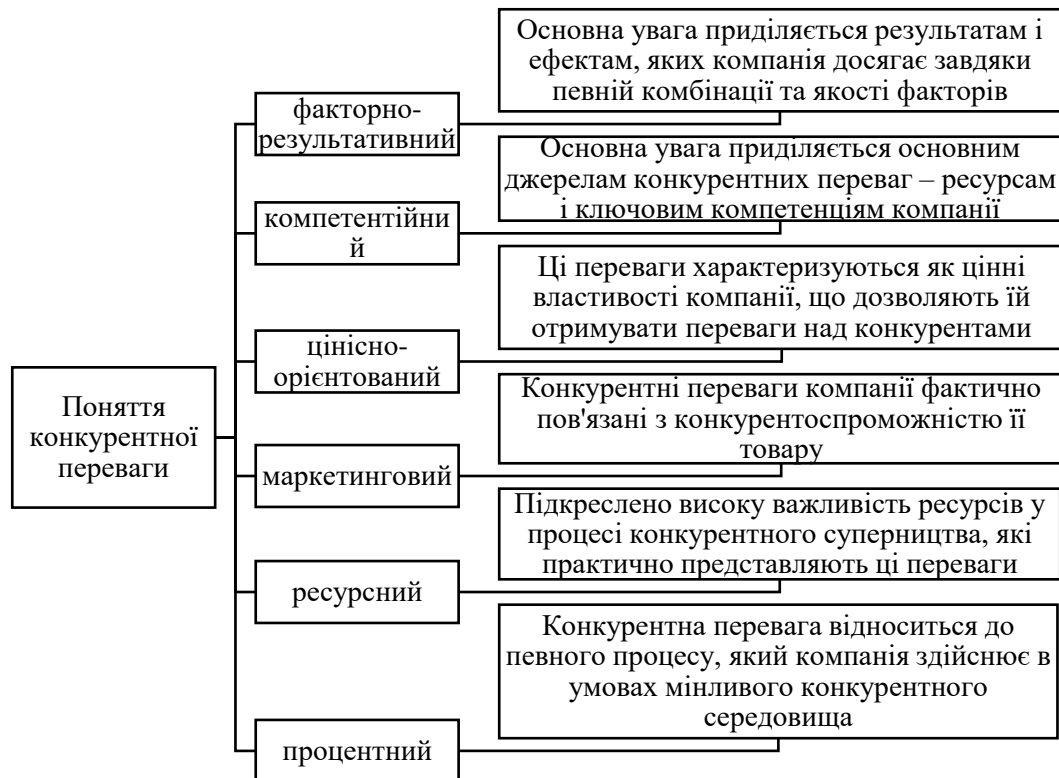 Поняття
конкурентної
переваги
факторно-
результативний
Основна увага приділяється результатам і
ефектам, яких компанія досягає завдяки
певній комбінації та якості факторів
компетентійни
й
Основна увага приділяється основним
джерелам конкурентних переваг – ресурсам
і ключовим компетенціям компанії
цінісно-
орієнтований
Ці переваги характеризуються як цінні
властивості компанії, що дозволяють їй
отримувати переваги над конкурентами
маркетинговий
Конкурентні переваги компанії фактично
пов'язані з конкурентоспроможністю її
товару
ресурсний
Підкреслено високу важливість ресурсів у
процесі конкурентного суперництва, які
практично представляють ці переваги
процентний
Конкурентна перевага відноситься до
певного процесу, який компанія здійснює в
умовах мінливого конкурентного
середовища